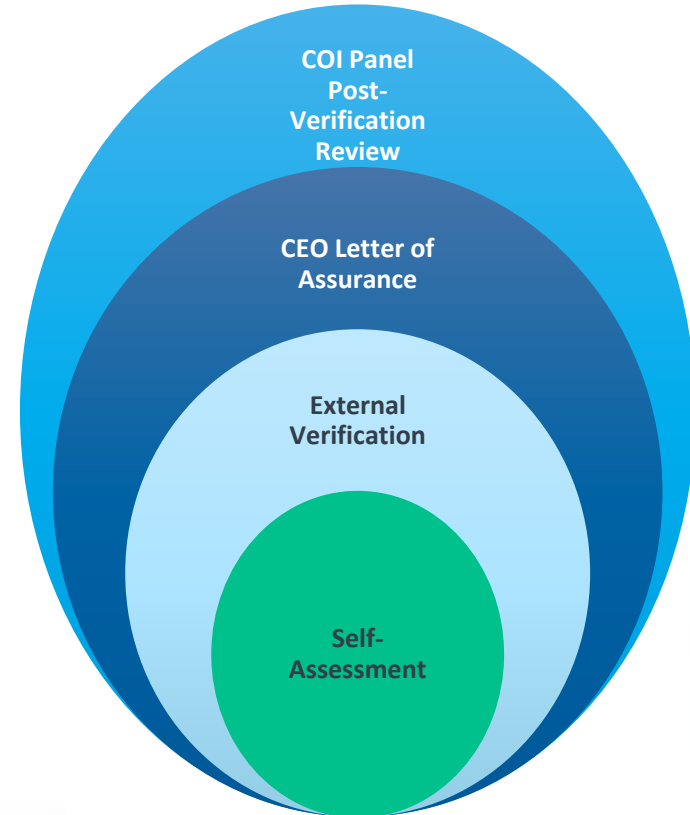 COI Panel
Post-
Verification
Review
CEO Letter of
Assurance
External
Verification
Self-
Assessment